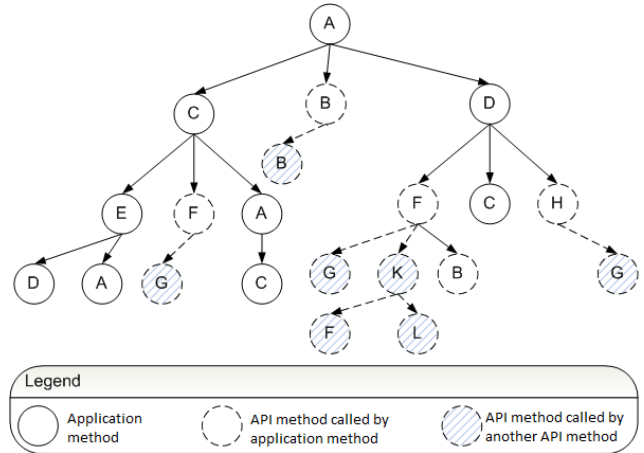 A
C
B
D
B
E
F
A
F
C
H
D
A
G
C
G
K
B
G
F
L
Legend
Application
method
API method called by
application method
API method called by
another API method